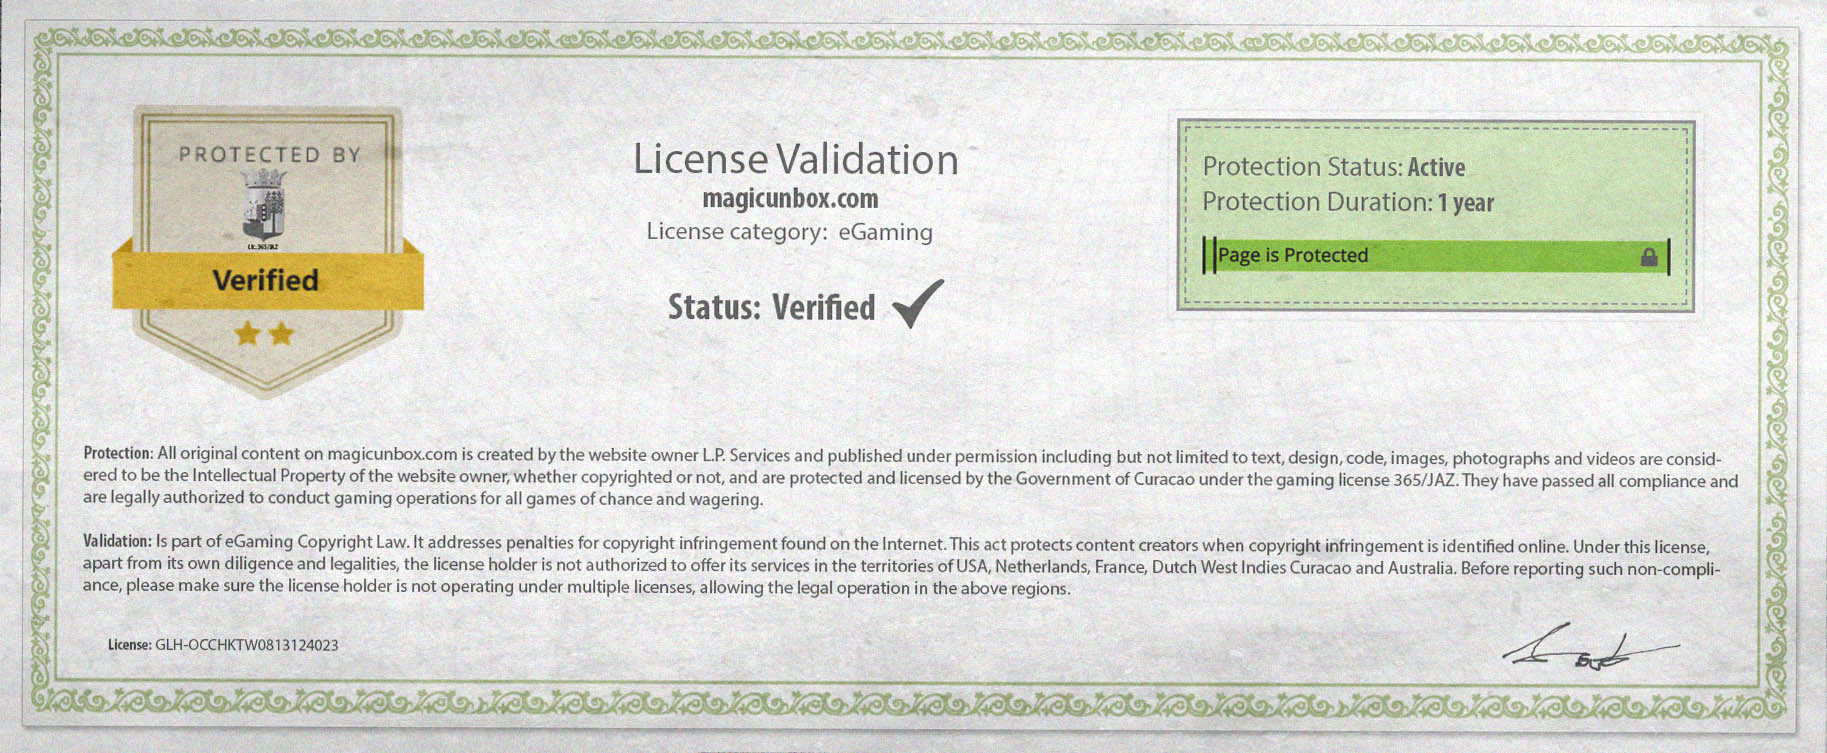 PROTECTED BY
Lic. 365/JAZ
Verified
License Validation
magicunbox.com
License category: eGaming
Status: Verified
Protection Status: Active
Protection Duration: 1 year
Page is Protected
Protection: All original content on magicunbox.com is created by the website owner L.P. Services and published under permission including but not limited to text, design, code, images, photographs and videos are consid-
ered to be the Intellectual Property of the website owner, whether copyrighted or not, and are protected and licensed by the Government of Curacao under the gaming license 365/JAZ. They have passed all compliance and
are legally authorized to conduct gaming operations for all games of chance and wagering.
Validation: Is part of eGaming Copyright Law. It addresses penalties for copyright infringement found on the Internet. This act protects content creators when copyright infringement is identified online. Under this license,
apart from its own diligence and legalities, the license holder is not authorized to offer its services in the territories of USA, Netherlands, France, Dutch West Indies Curacao and Australia. Before reporting such non-compli-
ance, please make sure the license holder is not operating under multiple licenses, allowing the legal operation in the above regions.
License: GLH-OCCHKTW0813124023